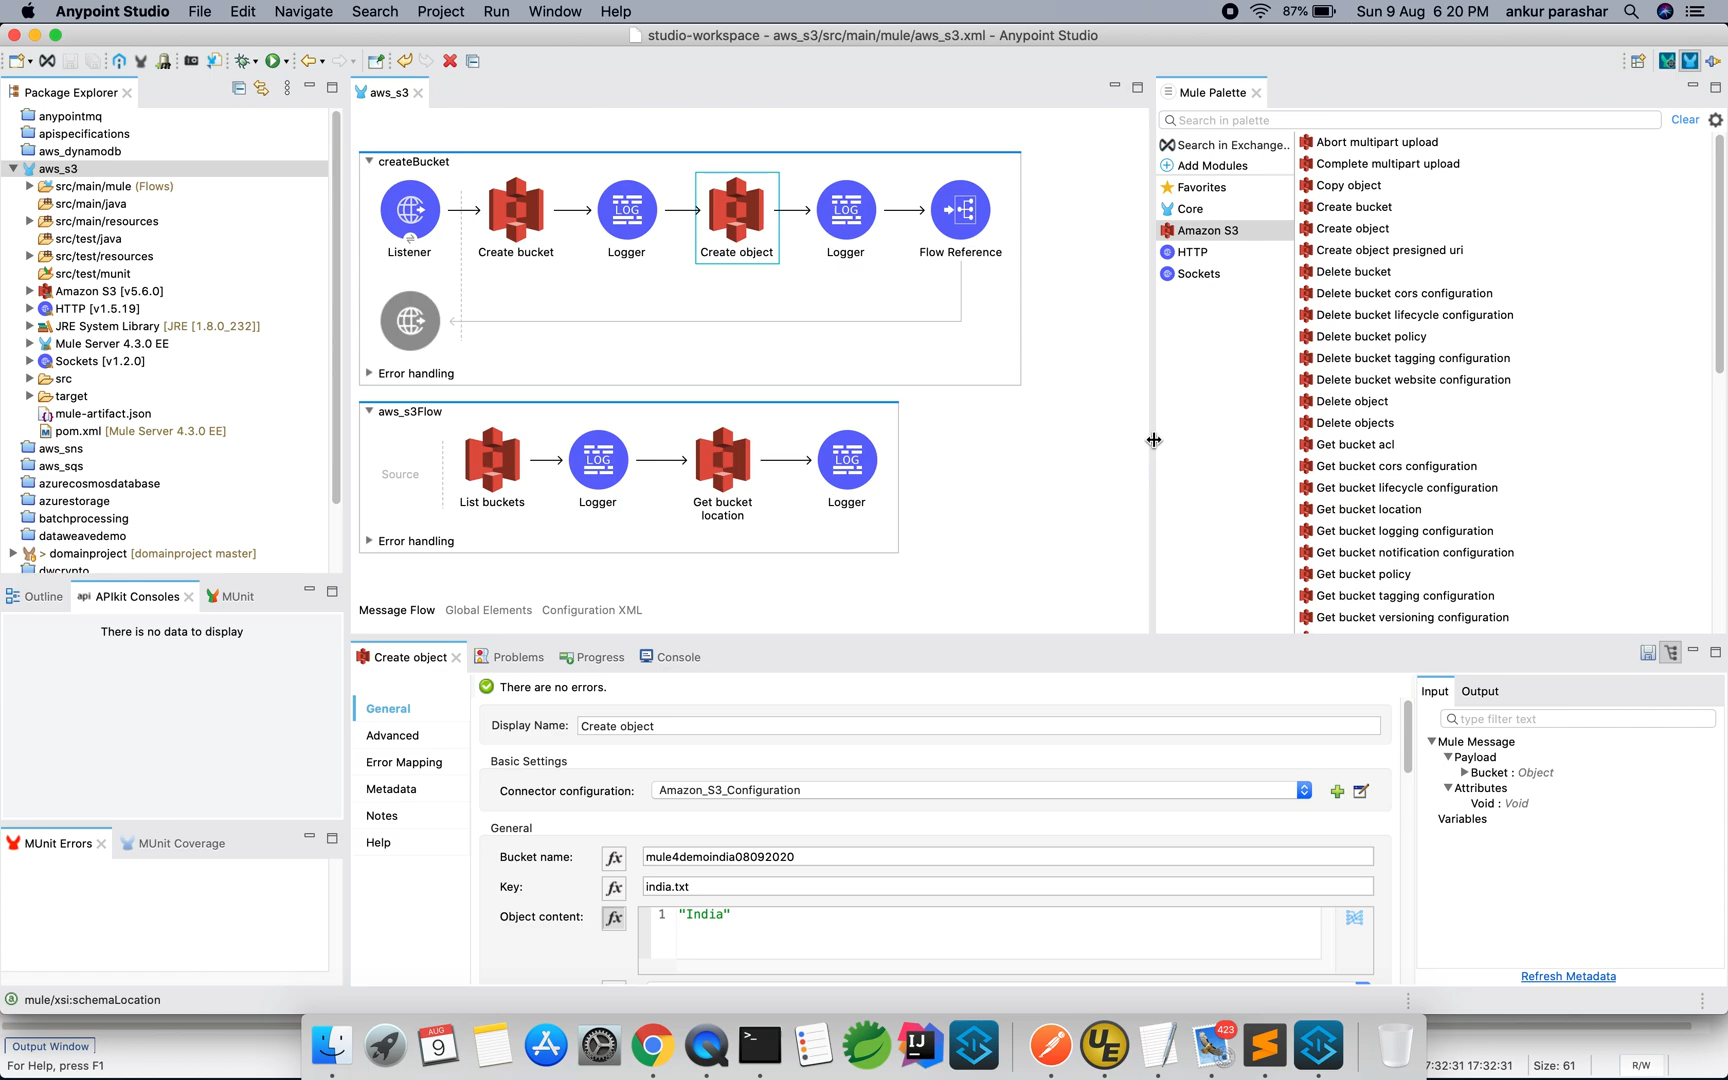 Anypoint Studio File Edit Navigate Search Project Run Window Help 87% Sun 9 Aug 6 20 PM ankur parashar
studio-workspace - aws_s3/src/main/mule/aws_s3.xml - Anypoint Studio
Package Explorer
anypointmq
apispecifications
aws_dynamodb
aws_s3
src/main/mule (Flows)
src/main/java
src/main/resources
src/test/java
src/test/resources
src/test/munit
Amazon S3 [v5.6.0]
HTTP [v1.5.19]
JRE System Library [JRE [1.8.0_232]]
Mule Server 4.3.0 EE
Sockets [v1.2.0]
src
target
mule-artifact.json
pom.xml [Mule Server 4.3.0 EE]
aws_sns
aws_sqs
azurecosmosdatabase
azurestorage
batchprocessing
dataweavedemo
> domainproject [domainproject master]
dwcrypto
Outline api APIkit Consoles MUnit
There is no data to display
MUnit Errors MUnit Coverage
aws_s3
createBucket
LOG LOG
Listener Create bucket Logger Create object Logger Flow Reference
Error handling
aws_s3Flow
Source LOG LOG
List buckets Logger Get bucket location Logger
Error handling
Message Flow Global Elements Configuration XML
Mule Palette
Search in palette Clear
Search in Exchange..
Add Modules
Favorites
Core
Amazon S3
HTTP
Sockets
Abort multipart upload
Complete multipart upload
Copy object
Create bucket
Create object
Create object presigned uri
Delete bucket
Delete bucket cors configuration
Delete bucket lifecycle configuration
Delete bucket policy
Delete bucket tagging configuration
Delete bucket website configuration
Delete object
Delete objects
Get bucket acl
Get bucket cors configuration
Get bucket lifecycle configuration
Get bucket location
Get bucket logging configuration
Get bucket notification configuration
Get bucket policy
Get bucket tagging configuration
Get bucket versioning configuration
Create object Problems Progress Console
There are no errors.
General
Advanced
Error Mapping
Metadata
Notes
Help
Display Name: Create object
Basic Settings
Connector configuration: Amazon_S3_Configuration
General
Bucket name: fx mule4demoindia08092020
Key: fx india.txt
Object content: fx 1 "India"
Input Output
type filter text
Mule Message
Payload
Bucket : Object
Attributes
Void : Void
Variables
Refresh Metadata
mule/xsi:schemaLocation
Output Window
For Help, press F1
AUG
9
IJ
UE
423
7:32:31 17:32:31 Size: 61 R/W